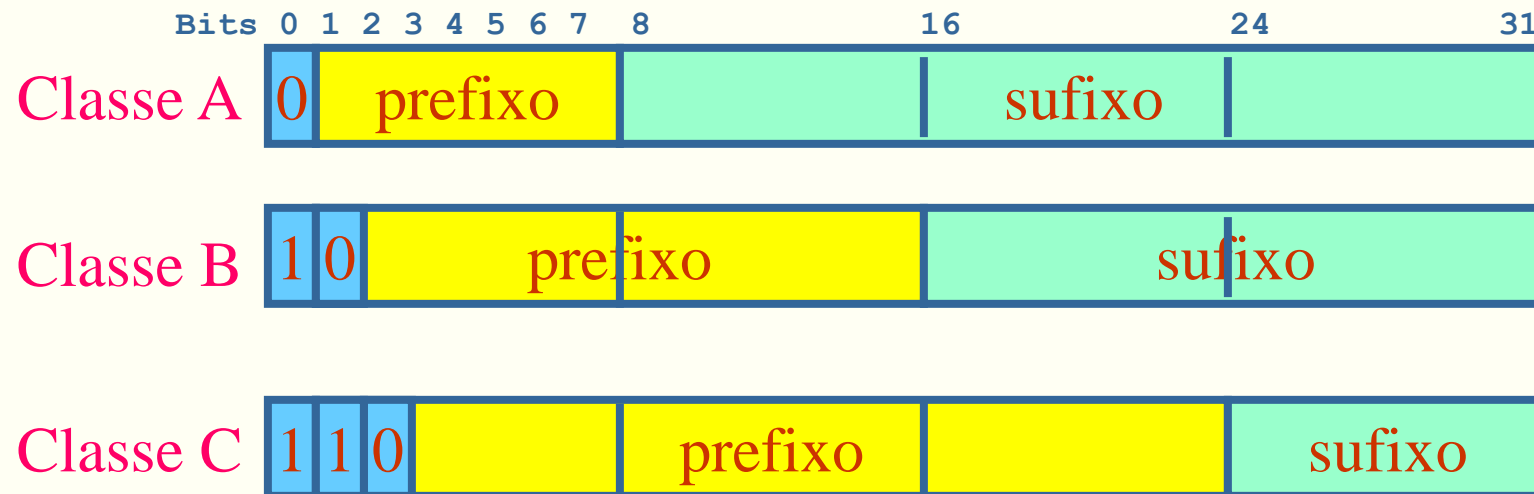 Bits 0 1 2 3 4 5 6 7 8 16 24 31
Classe A 0 prefixo sufixo
Classe B 1 0 prefixo sufixo
Classe C 1 1 0 prefixo sufixo